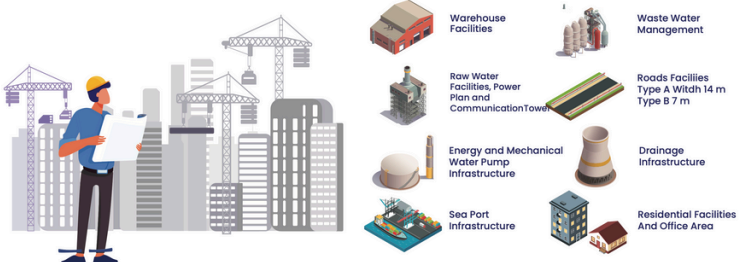 Warehouse
Facilities
Waste Water
Management
Raw Water
Facilities, Power
Plan and
CommunicationTower
Roads Faciliies
Type A Witdh 14 m
Type B 7 m
Energy and Mechanical
Water Pump
Infrastructure
Drainage
Infrastructure
Sea Port
Infrastructure
Residential Facilities
And Office Area